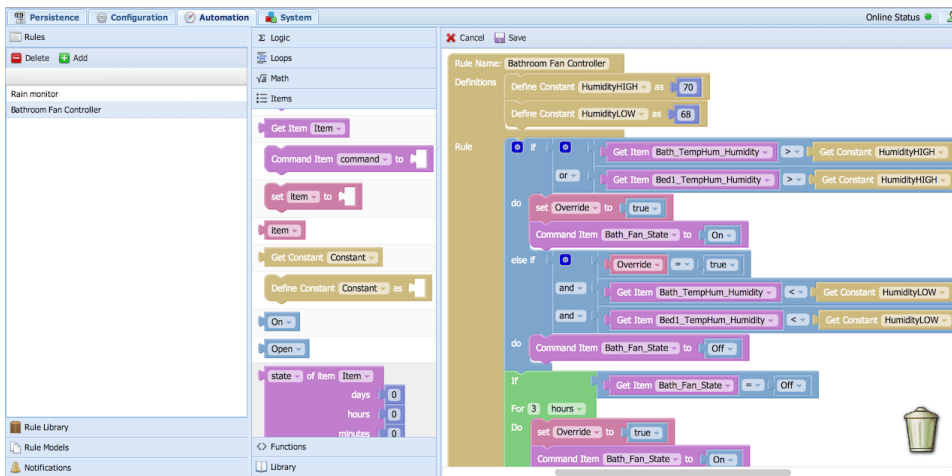 Persistence Configuration Automation System Online Status
Rules
Delete Add
Rain monitor
Bathroom Fan Controller
Rule Library
Rule Models
Notifications
Σ Logic
Loops
Math
Items
Get Item Item
Command Item command to
set item to
item
Get Constant Constant
Define Constant Constant as
On
Open
state of item Item
days 0
hours 0
minutes 0
Functions
Library
Cancel Save
Rule Name: Bathroom Fan Controller
Definitions Define Constant HumidityHIGH as 70
Define Constant HumidityLOW as 68
Rule if Get Item Bath_TempHum_Humidity > Get Constant HumidityHIGH
or Get Item Bed1_TempHum_Humidity > Get Constant HumidityHIGH
do set Override to true
Command Item Bath_Fan_State to On
else if Override = true
and Get Item Bath_TempHum_Humidity < Get Constant HumidityLOW
and Get Item Bed1_TempHum_Humidity < Get Constant HumidityLOW
do Command Item Bath_Fan_State to Off
If Get Item Bath_Fan_State = Off
For 3 hours
Do set Override to true
Command Item Bath_Fan_State to On